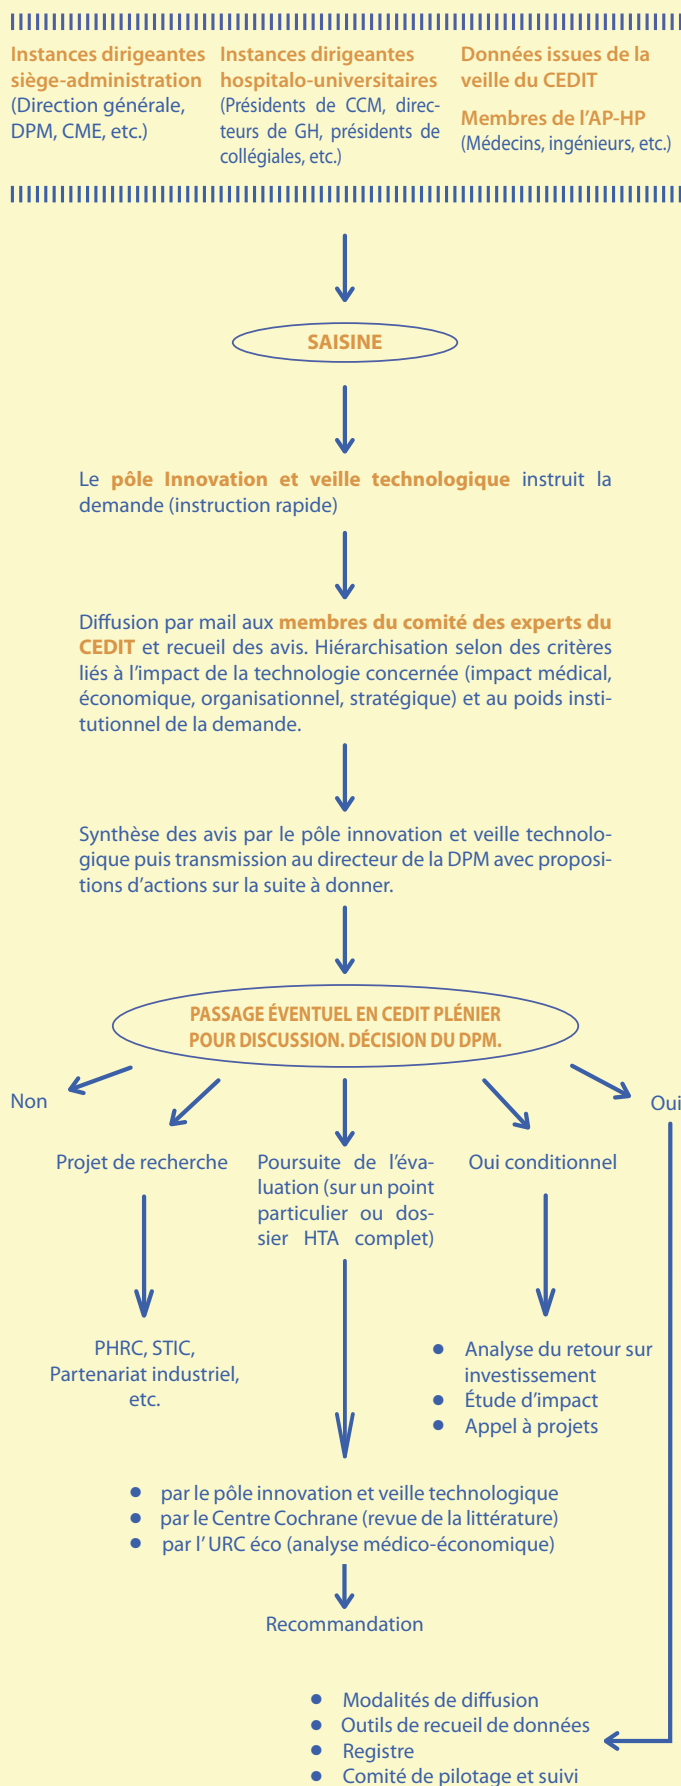 Instances dirigeantes
siège-administration
(Direction générale,
DPM, CME, etc.)
Instances dirigeantes
hospitalo-universitaires
(Présidents de CCM, direc-
teurs de GH, présidents de
collégiales, etc.)
Données issues de la
veille du CEDIT
Membres de l'AP-HP
(Médecins, ingénieurs, etc.)
SAISINE
Le pôle Innovation et veille technologique instruit la
demande (instruction rapide)
Diffusion par mail aux membres du comité des experts du
CEDIT et recueil des avis. Hiérarchisation selon des critères
liés à l'impact de la technologie concernée (impact médical,
économique, organisationnel, stratégique) et au poids insti-
tutionnel de la demande.
Synthèse des avis par le pôle innovation et veille technolo-
gique puis transmission au directeur de la DPM avec proposi-
tions d'actions sur la suite à donner.
PASSAGE ÉVENTUEL EN CEDIT PLÉNIER
POUR DISCUSSION. DÉCISION DU DPM.
Non
Oui
Projet de recherche
Poursuite de l'éva-
luation (sur un point
particulier ou dos-
sier HTA complet)
Oui conditionnel
PHRC, STIC,
Partenariat industriel,
etc.
• Analyse du retour sur
investissement
• Étude d'impact
• Appel à projets
• par le pôle innovation et veille technologique
• par le Centre Cochrane (revue de la littérature)
• par l' URC éco (analyse médico-économique)
Recommandation
• Modalités de diffusion
• Outils de recueil de données
• Registre
• Comité de pilotage et suivi